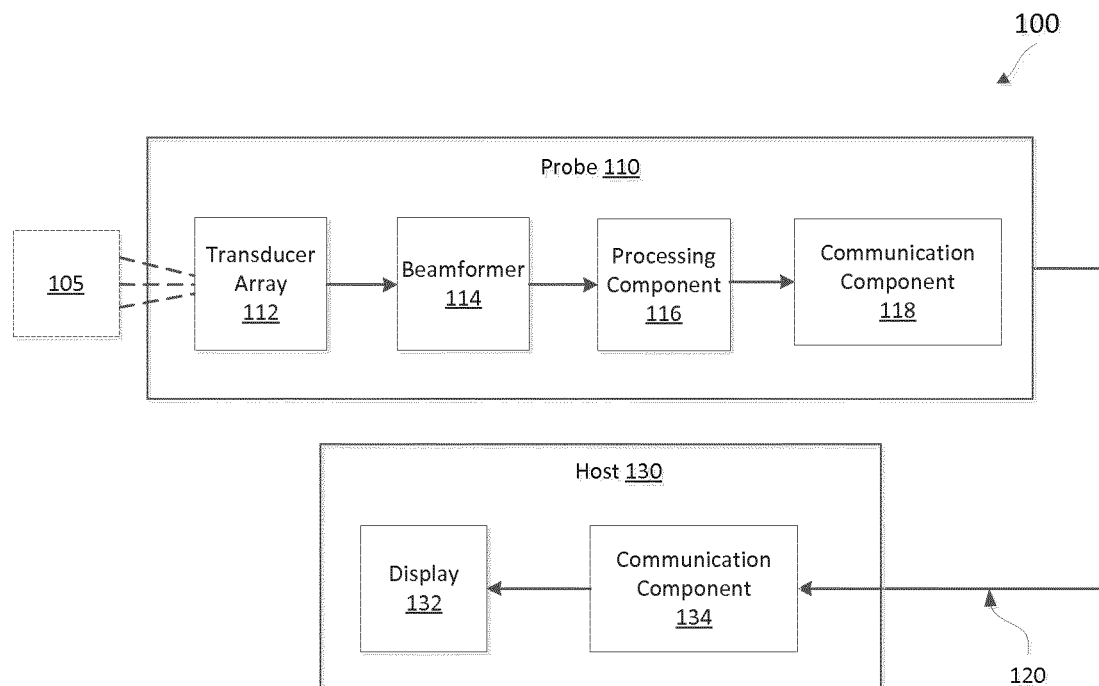 100
Probe 110
105
Transducer
Array
112
Beamformer
114
Processing
Component
116
Communication
Component
118
Host 130
Display
132
Communication
Component
134
120